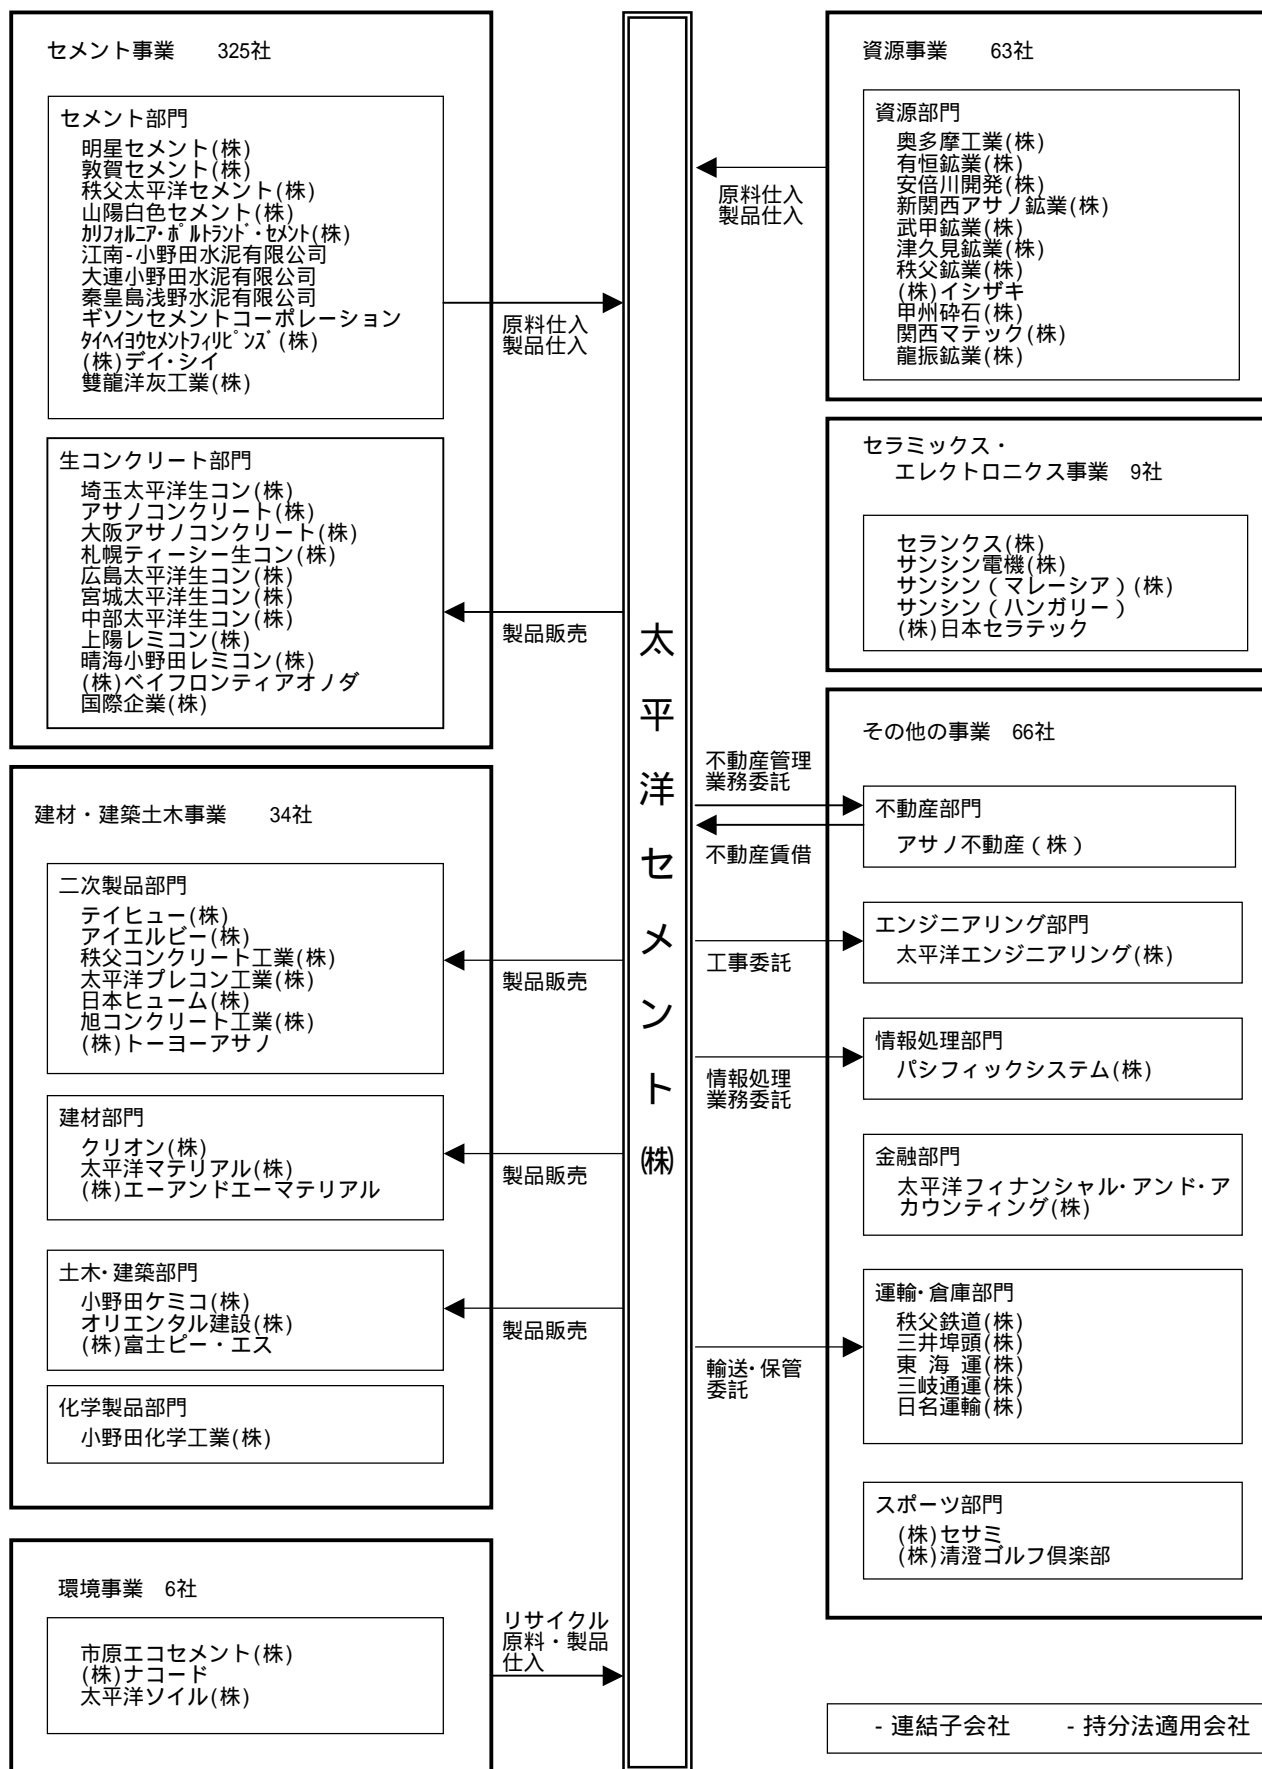 セメント事業　325社
セメント部門
明星セメント(株)
敦賀セメント(株)
秩父太平洋セメント(株)
山陽白色セメント(株)
ｶﾘﾌｫﾙﾆｱ･ﾎﾟﾙﾄﾗﾝﾄﾞ･ｾﾒﾝﾄ(株)
江南-小野田水泥有限公司
大連小野田水泥有限公司
秦皇島浅野水泥有限公司
ギソンセメントコーポレーション
ﾀｲﾍｲﾖｳｾﾒﾝﾄﾌｨﾘﾋﾟﾝｽﾞ(株)
(株)デイ・シイ
雙龍洋灰工業(株)
原料仕入
製品仕入
生コンクリート部門
埼玉太平洋生コン(株)
アサノコンクリート(株)
大阪アサノコンクリート(株)
札幌ティーシー生コン(株)
広島太平洋生コン(株)
宮城太平洋生コン(株)
中部太平洋生コン(株)
上陽レミコン(株)
晴海小野田レミコン(株)
(株)ベイフロンティアオノダ
国際企業(株)
製品販売
建材・建築土木事業　34社
二次製品部門
テイヒュー(株)
アイエルビー(株)
秩父コンクリート工業(株)
太平洋プレコン工業(株)
日本ヒューム(株)
旭コンクリート工業(株)
(株)トーヨーアサノ
製品販売
建材部門
クリオン(株)
太平洋マテリアル(株)
(株)エーアンドエーマテリアル
製品販売
土木・建築部門
小野田ケミコ(株)
オリエンタル建設(株)
(株)富士ピー・エス
製品販売
化学製品部門
小野田化学工業(株)
環境事業　6社
市原エコセメント(株)
(株)ナコード
太平洋ソイル(株)
リサイクル
原料・製品
仕入
太平洋セメント㈱
資源事業　63社
資源部門
奥多摩工業(株)
有恒鉱業(株)
安倍川開発(株)
新関西アサノ鉱業(株)
武甲鉱業(株)
津久見鉱業(株)
秩父鉱業(株)
(株)イシザキ
甲州砕石(株)
関西マテック(株)
龍振鉱業(株)
原料仕入
製品仕入
セラミックス・
エレクトロニクス事業　9社
セランクス(株)
サンシン電機(株)
サンシン（マレーシア）(株)
サンシン（ハンガリー）
(株)日本セラテック
その他の事業　66社
不動産管理
業務委託
不動産部門
アサノ不動産（株）
不動産賃借
エンジニアリング部門
太平洋エンジニアリング(株)
工事委託
情報処理部門
パシフィックシステム(株)
情報処理
業務委託
金融部門
太平洋フィナンシャル・アンド・ア
カウンティング(株)
運輸・倉庫部門
秩父鉄道(株)
三井埠頭(株)
東 海 運(株)
三岐通運(株)
日名運輸(株)
輸送・保管
委託
スポーツ部門
(株)セサミ
(株)清澄ゴルフ倶楽部
- 連結子会社　- 持分法適用会社